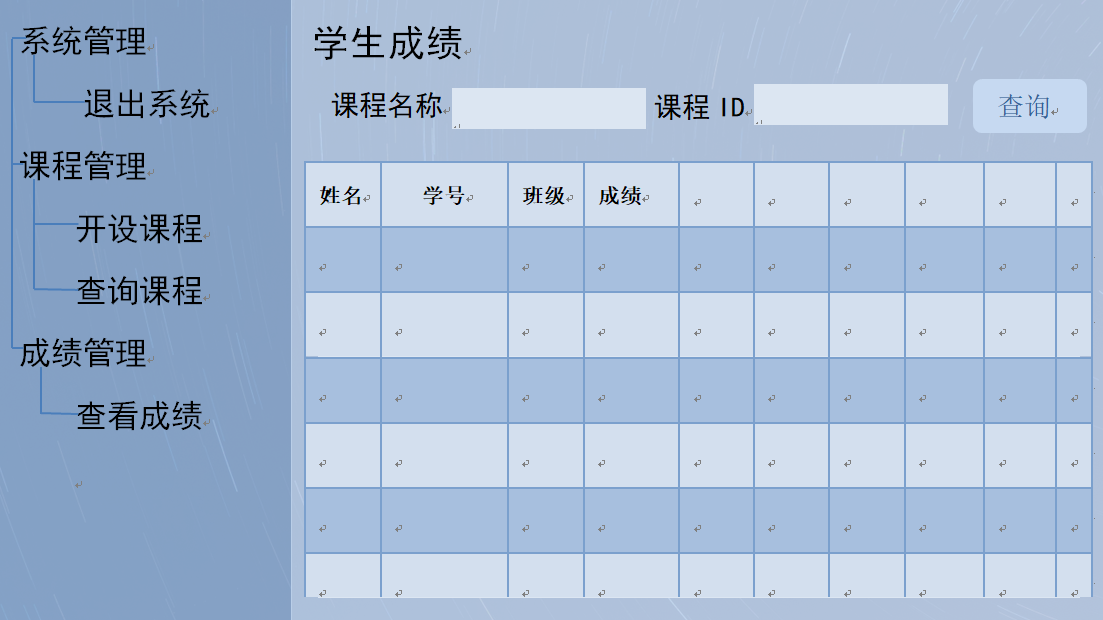 系统管理
退出系统
课程管理
开设课程
查询课程
成绩管理
查看成绩
学生成绩
课程名称 课程 ID 查询
姓名 学号 班级 成绩